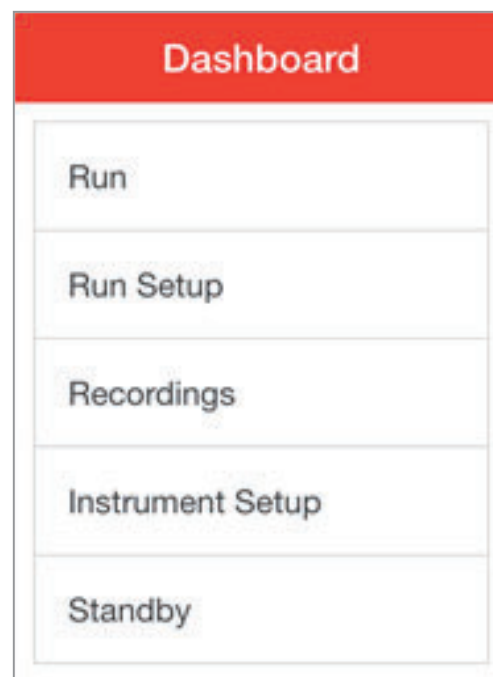 Dashboard
Run
Run Setup
Recordings
Instrument Setup
Standby